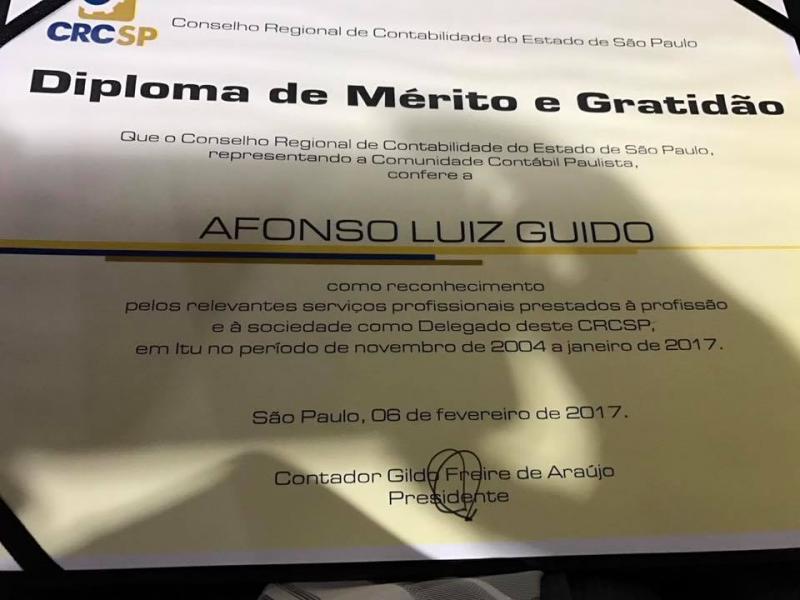 CRCSP Conselho Regional de Contabilidade do Estado de São Paulo
Diploma de Mérito e Gratidão
Que o Conselho Regional de Contabilidade do Estado de São Paulo,
representando a Comunidade Contábil Paulista,
confere a
AFONSO LUIZ GUIDO
como reconhecimento
pelos relevantes serviços profissionais prestados à profissão
e à sociedade como Delegado deste CRCSP,
em Itu no período de novembro de 2004 a janeiro de 2017.
São Paulo, 06 de fevereiro de 2017.
Contador Gildo Freire de Araújo
Presidente